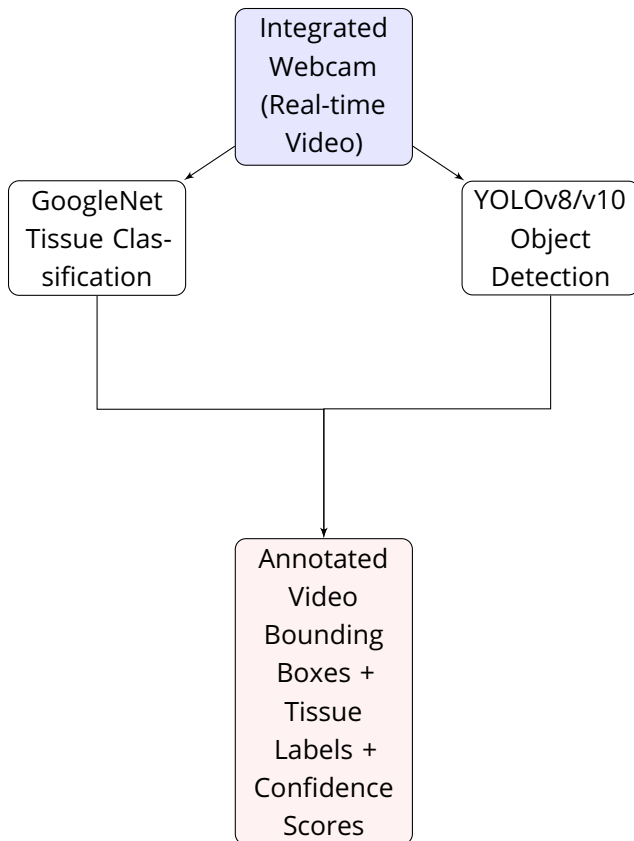 Integrated
Webcam
(Real-time
Video)
GoogleNet
Tissue Clas-
sification
YOLOv8/v10
Object
Detection
Annotated
Video
Bounding
Boxes +
Tissue
Labels +
Confidence
Scores